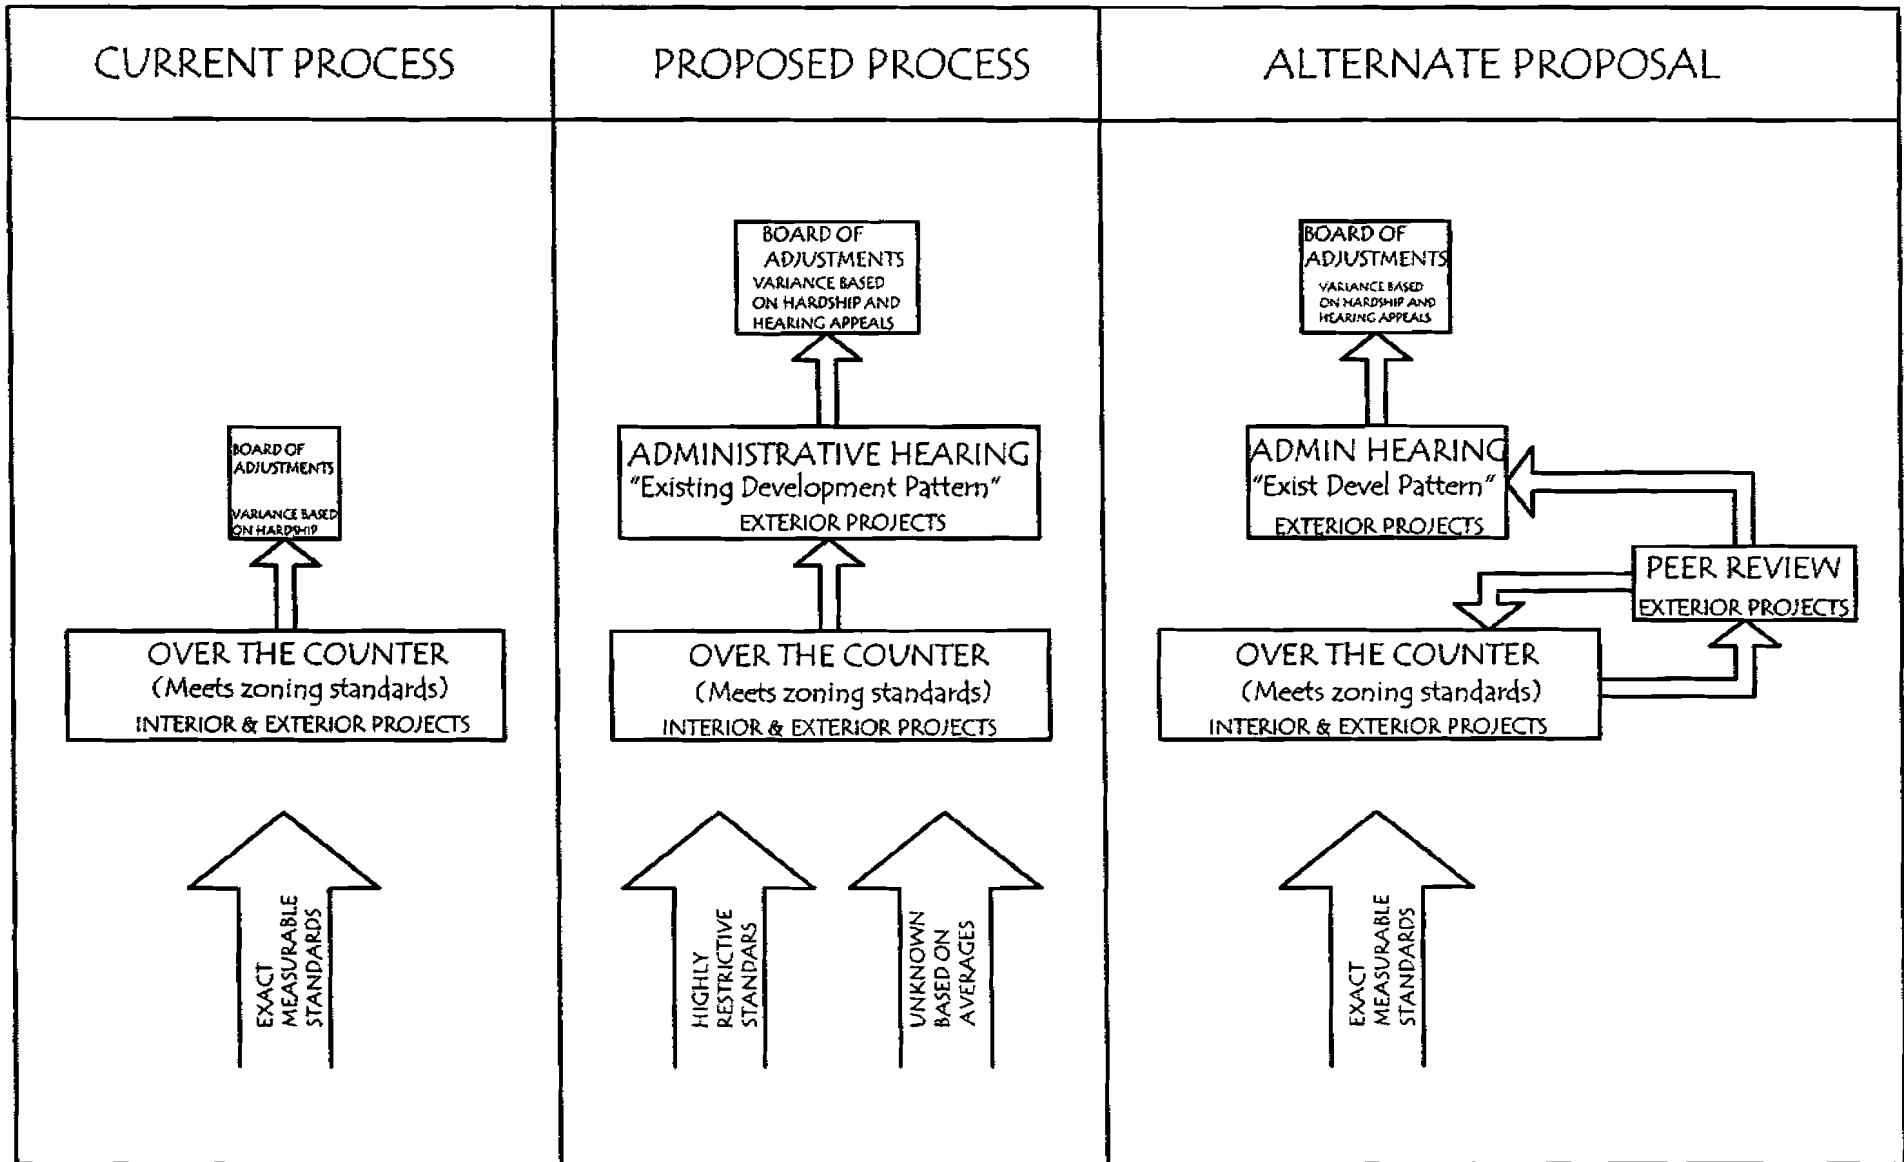 CURRENT PROCESS
PROPOSED PROCESS
ALTERNATE PROPOSAL
BOARD OF
ADJUSTMENTS
VARIANCE BASED
ON HARDSHIP
OVER THE COUNTER
(Meets zoning standards)
INTERIOR & EXTERIOR PROJECTS
EXACT
MEASURABLE
STANDARDS
BOARD OF
ADJUSTMENTS
VARIANCE BASED
ON HARDSHIP AND
HEARING APPEALS
ADMINISTRATIVE HEARING
"Existing Development Pattern"
EXTERIOR PROJECTS
OVER THE COUNTER
(Meets zoning standards)
INTERIOR & EXTERIOR PROJECTS
HIGHLY
RESTRICTIVE
STANDARS
UNKNOWN
BASED ON
AVERAGES
BOARD OF
ADJUSTMENTS
VARIANCE BASED
ON HARDSHIP AND
HEARING APPEALS
ADMIN HEARING
"Exist Devel Pattern"
EXTERIOR PROJECTS
PEER REVIEW
EXTERIOR PROJECTS
OVER THE COUNTER
(Meets zoning standards)
INTERIOR & EXTERIOR PROJECTS
EXACT
MEASURABLE
STANDARDS